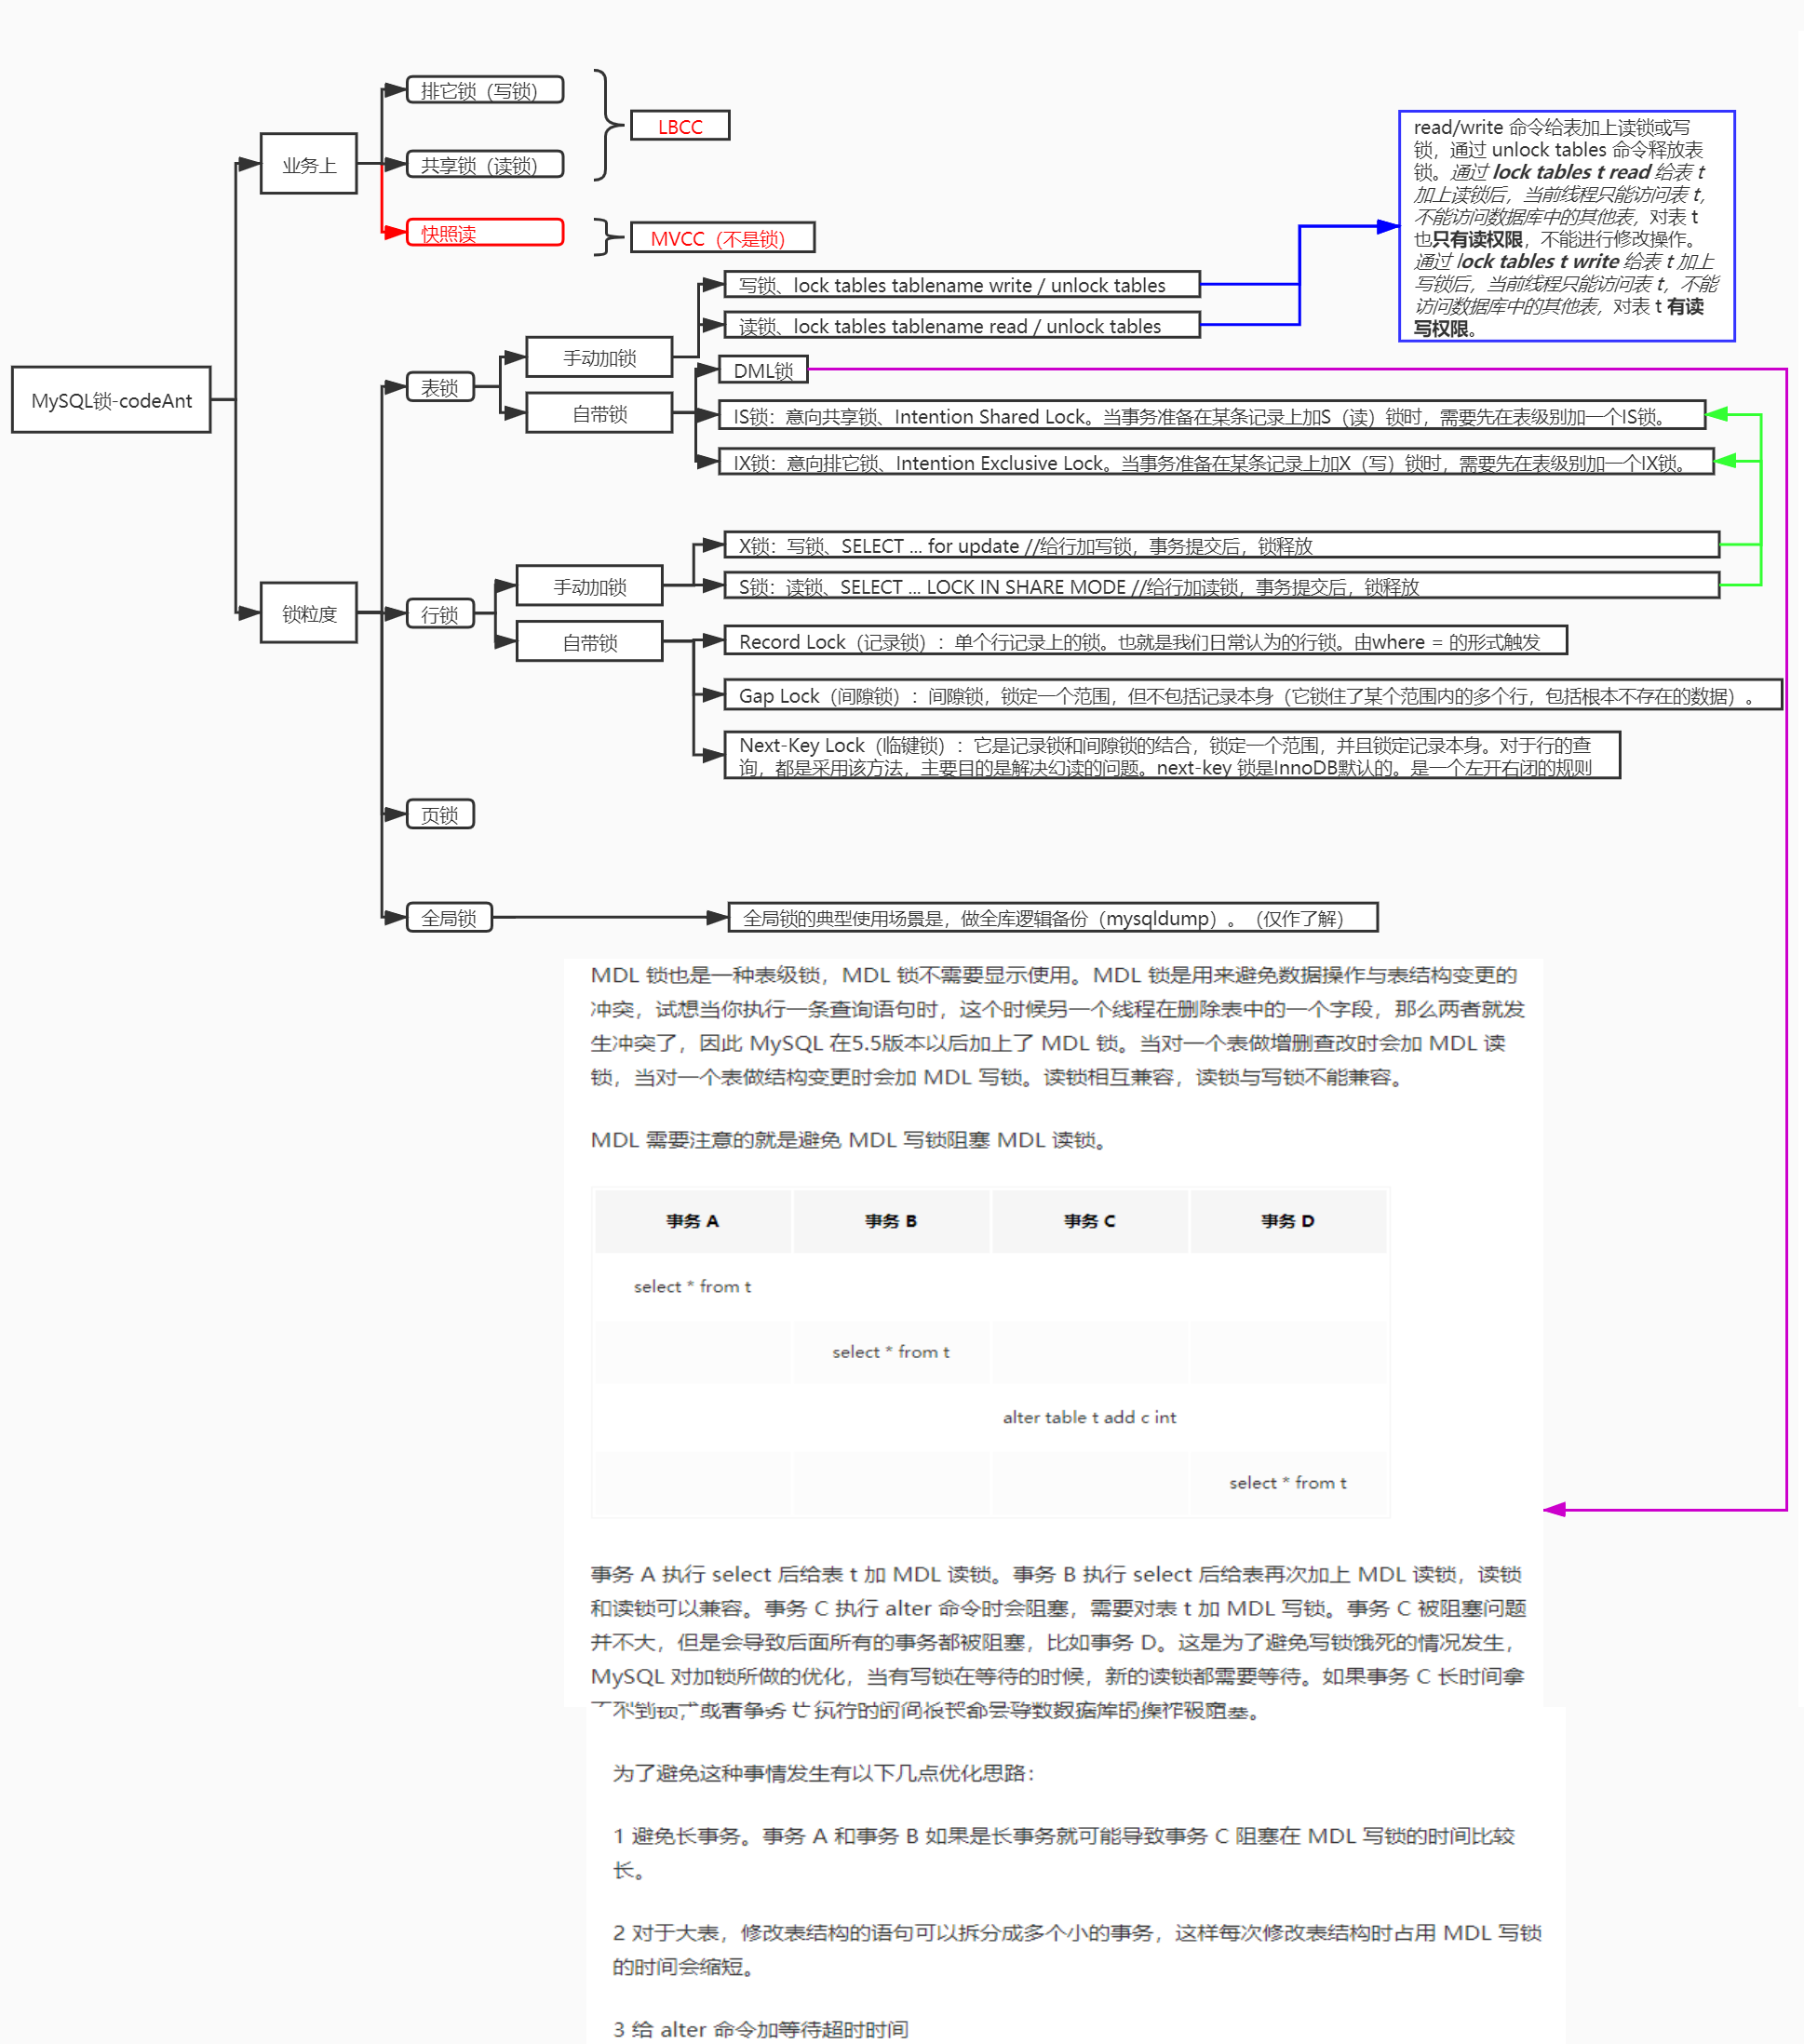 MySQL锁-codeAnt
业务上
排它锁（写锁）
共享锁（读锁）
LBCC
快照读
MVCC（不是锁）
锁粒度
表锁
手动加锁
写锁、lock tables tablename write / unlock tables
读锁、lock tables tablename read / unlock tables
read/write 命令给表加上读锁或写
锁，通过 unlock tables 命令释放表
锁。通过 lock tables t read 给表 t
加上读锁后，当前线程只能访问表 t，
不能访问数据库中的其他表，对表 t
也只有读权限，不能进行修改操作。
通过 lock tables t write 给表 t 加上
写锁后，当前线程只能访问表 t，不能
访问数据库中的其他表，对表 t 有读
写权限。
自带锁
DML锁
IS锁：意向共享锁、Intention Shared Lock。当事务准备在某条记录上加S（读）锁时，需要先在表级别加一个IS锁。
IX锁：意向排它锁、Intention Exclusive Lock。当事务准备在某条记录上加X（写）锁时，需要先在表级别加一个IX锁。
行锁
手动加锁
X锁：写锁、SELECT ... for update //给行加写锁，事务提交后，锁释放
S锁：读锁、SELECT ... LOCK IN SHARE MODE //给行加读锁，事务提交后，锁释放
自带锁
Record Lock（记录锁）：单个行记录上的锁。也就是我们日常认为的行锁。由where = 的形式触发
Gap Lock（间隙锁）：间隙锁，锁定一个范围，但不包括记录本身（它锁住了某个范围内的多个行，包括根本不存在的数据）。
Next-Key Lock（临键锁）：它是记录锁和间隙锁的结合，锁定一个范围，并且锁定记录本身。对于行的查
询，都是采用该方法，主要目的是解决幻读的问题。next-key 锁是InnoDB默认的。是一个左开右闭的规则
页锁
全局锁
全局锁的典型使用场景是，做全库逻辑备份（mysqldump）。（仅作了解）
MDL 锁也是一种表级锁，MDL 锁不需要显示使用。MDL 锁是用来避免数据操作与表结构变更的
冲突，试想当你执行一条查询语句时，这个时候另一个线程在删除表中的一个字段，那么两者就发
生冲突了，因此 MySQL 在5.5版本以后加上了 MDL 锁。当对一个表做增删查改时会加 MDL 读
锁，当对一个表做结构变更时会加 MDL 写锁。读锁相互兼容，读锁与写锁不能兼容。
MDL 需要注意的就是避免 MDL 写锁阻塞 MDL 读锁。
事务 A 事务 B 事务 C 事务 D
select * from t
select * from t
alter table t add c int
select * from t
事务 A 执行 select 后给表 t 加 MDL 读锁。事务 B 执行 select 后给表再次加上 MDL 读锁，读锁
和读锁可以兼容。事务 C 执行 alter 命令时会阻塞，需要对表 t 加 MDL 写锁。事务 C 被阻塞问题
并不大，但是会导致后面所有的事务都被阻塞，比如事务 D。这是为了避免写锁饿死的情况发生，
MySQL 对加锁所做的优化，当有写锁在等待的时候，新的读锁都需要等待。如果事务 C 长时间拿
不到锁，或者事务 C 执行的时间很长都会导致数据库的操作被阻塞。
为了避免这种事情发生有以下几点优化思路：
1 避免长事务。事务 A 和事务 B 如果是长事务就可能导致事务 C 阻塞在 MDL 写锁的时间比较
长。
2 对于大表，修改表结构的语句可以拆分成多个小的事务，这样每次修改表结构时占用 MDL 写锁
的时间会缩短。
3 给 alter 命令加等待超时时间